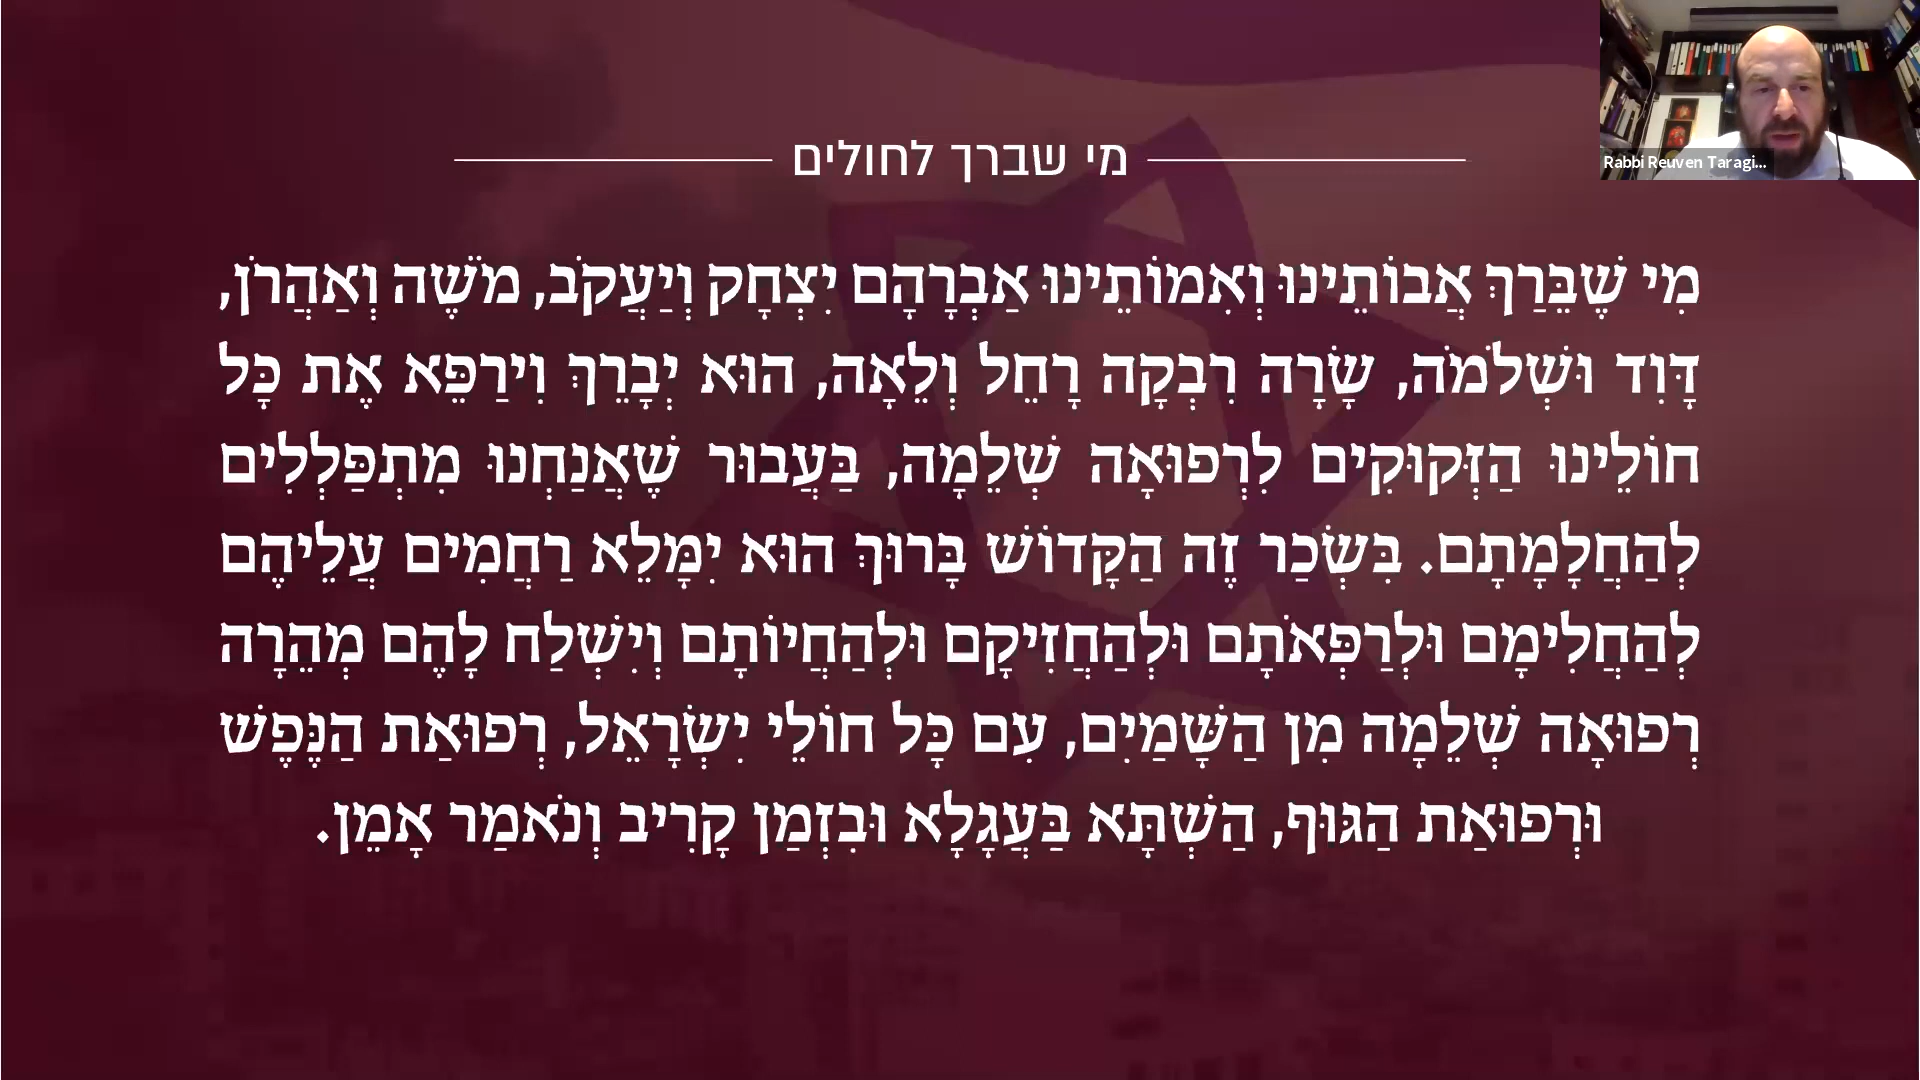 Rabbi Reuven Taragi...
מי שברך לחולים
מִי שֶׁבֵּרַךְ אֲבוֹתֵינוּ וְאִמוֹתֵינוּ אַבְרָהָם יִצְחָק וְיַעֲקֹב, מֹשֶׁה וְאַהֲרֹן,
דָּוִד וּשְׁלֹמֹה, שָׂרָה רִבְקָה רָחֵל וְלֵאָה, הוּא יְבָרֵךְ וִירַפֵּא אֶת כָּל
חוֹלֵינוּ הַזְּקוּקִים לִרְפוּאָה שְׁלֵמָה, בַּעֲבוּר שֶׁאֲנַחְנוּ מִתְפַּלְלִים
לְהַחֲלָמָתָם. בִּשְׂכַר זֶה הַקָּדוֹשׁ בָּרוּךְ הוּא יִמָּלֵא רַחֲמִים עֲלֵיהֶם
לְהַחֲלִימָם וּלְרַפְּאֹתָם וּלְהַחֲזִיקָם וּלְהַחֲיוֹתָם וְיִשְׁלַח לָהֶם מְהֵרָה
רְפוּאָה שְׁלֵמָה מִן הַשָּׁמַיִם, עִם כָּל חוֹלֵי יִשְׂרָאֵל, רְפוּאַת הַנֶּפֶשׁ
וּרְפוּאַת הַגּוּף, הַשְׁתָּא בַּעֲגָלָא וּבִזְמַן קָרִיב וְנֹאמַר אָמֵן.